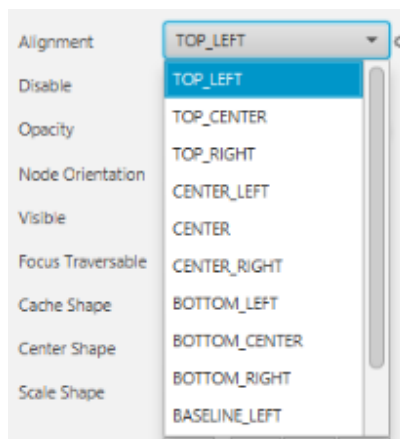 Alignment
TOP_LEFT
Disable
TOP_LEFT
Opacity
TOP_CENTER
TOP_RIGHT
Node Orientation
CENTER_LEFT
Visible
CENTER
Focus Traversable
CENTER_RIGHT
Cache Shape
BOTTOM_LEFT
Center Shape
BOTTOM_CENTER
BOTTOM_RIGHT
Scale Shape
BASELINE_LEFT